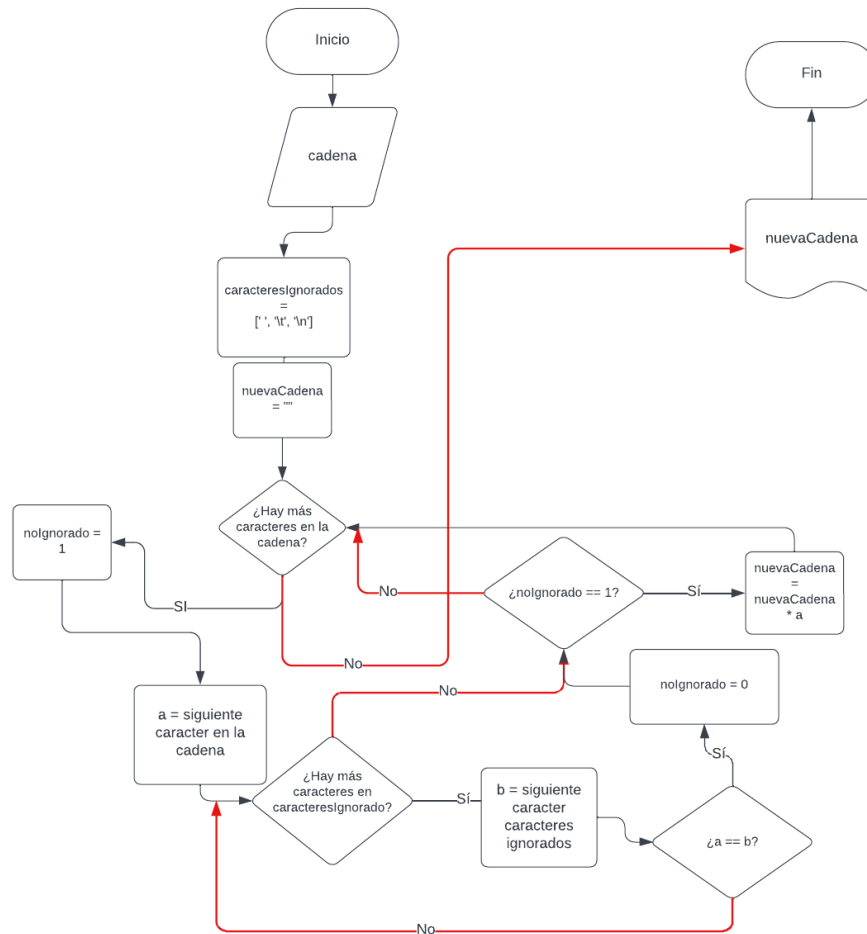 Inicio
cadena
caracteresIgnorados
=
[' ', '\t', '\n']
nuevaCadena
= ""
¿Hay más
caracteres en la
cadena?
SI
No
noIgnorado =
1
a = siguiente
caracter en la
cadena
¿Hay más
caracteres en
caracteresIgnorado?
Sí
No
b = siguiente
caracter
caracteres
ignorados
¿a == b?
Sí
No
noIgnorado = 0
¿noIgnorado == 1?
No
Sí
nuevaCadena
=
nuevaCadena
* a
nuevaCadena
Fin